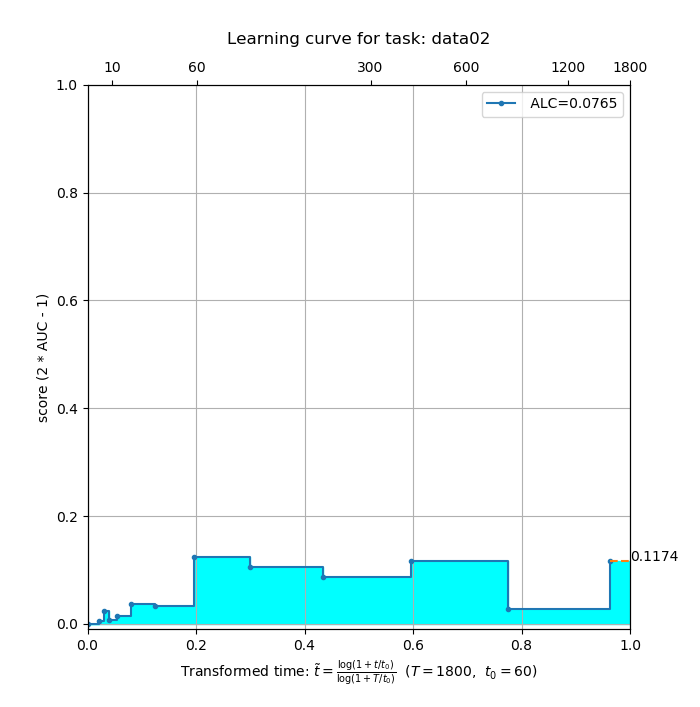 Learning curve for task: data02
10 60 300 600 1200 1800
1.0
ALC=0.0765
0.8
0.6
score (2 * AUC - 1)
0.4
0.2
0.1174
0.0
0.0 0.2 0.4 0.6 0.8 1.0
Transformed time: t̃ = log(1 + t/t₀) / log(1 + T/t₀) (T = 1800, t₀ = 60)